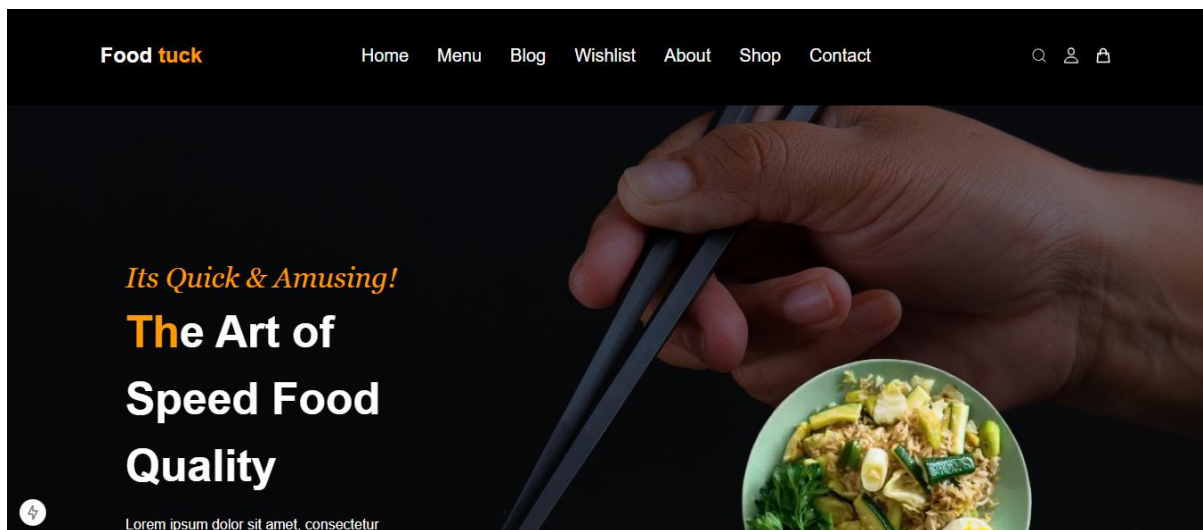 Food tuck
Home Menu Blog Wishlist About Shop Contact
Its Quick & Amusing!
The Art of
Speed Food
Quality
Lorem ipsum dolor sit amet, consectetur